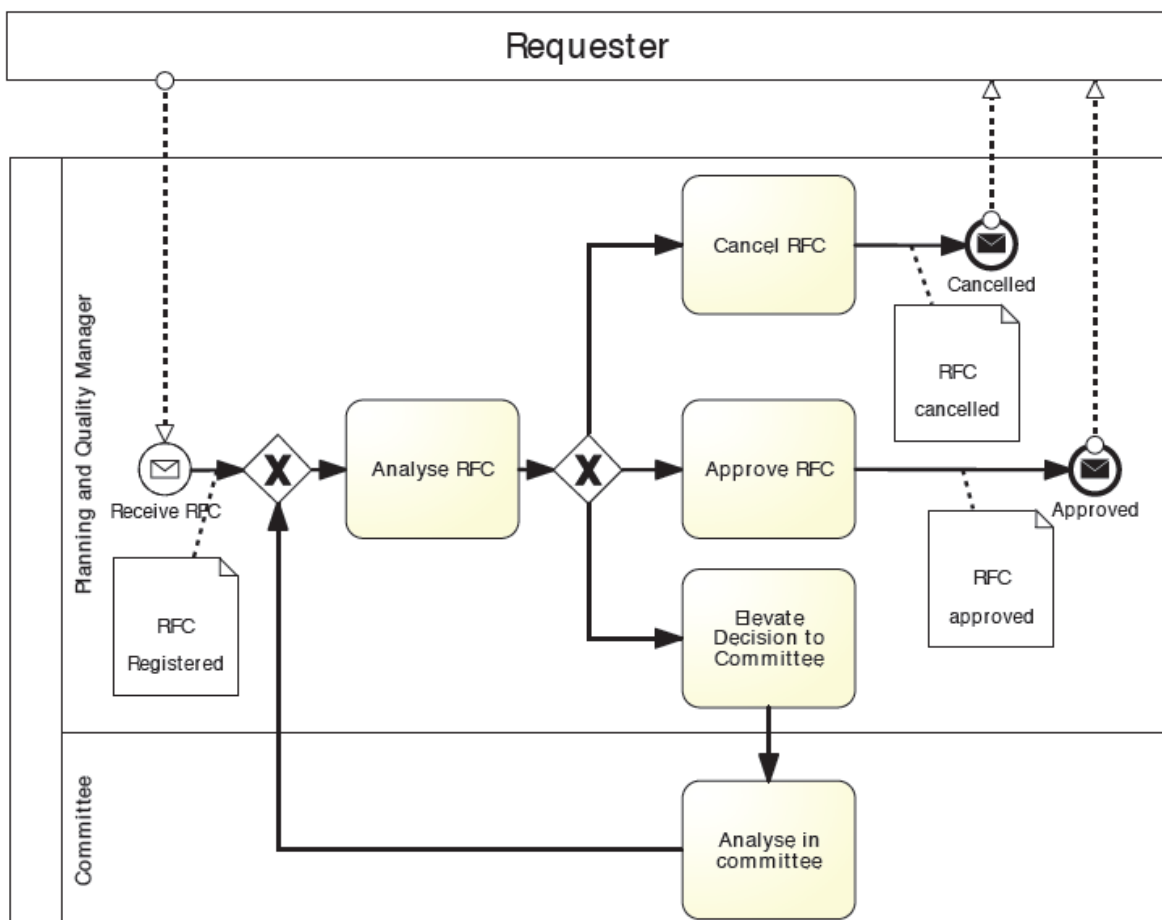 Requester
Planning and Quality Manager
Cancel RFC
Cancelled
RFC
cancelled
Receive RFC
Analyse RFC
Approve RFC
Approved
RFC
Registered
RFC
approved
Elevate
Decision to
Committee
Committee
Analyse in
committee